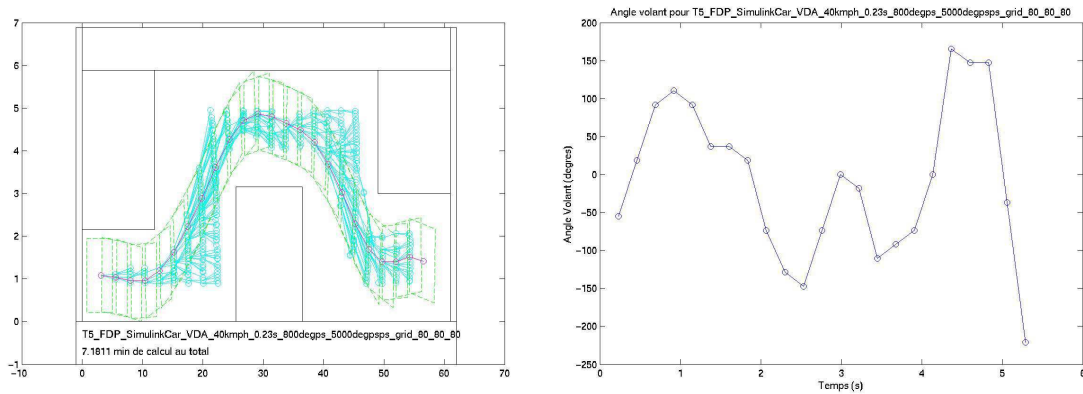 7
6
5
4
3
2
1
0
-1
-10 0 10 20 30 40 50 60 70
T5_FDP_SimulinkCar_VDA_40kmph_0.23s_800degps_5000degpsps_grid_80_80_80
7.1811 min de calcul au total
Angle volant pour T5_FDP_SimulinkCar_VDA_40kmph_0.23s_800degps_5000degpsps_grid_80_80_80
Angle Volant (degres)
200
150
100
50
0
-50
-100
-150
-200
-250
0 1 2 3 4 5 6
Temps (s)